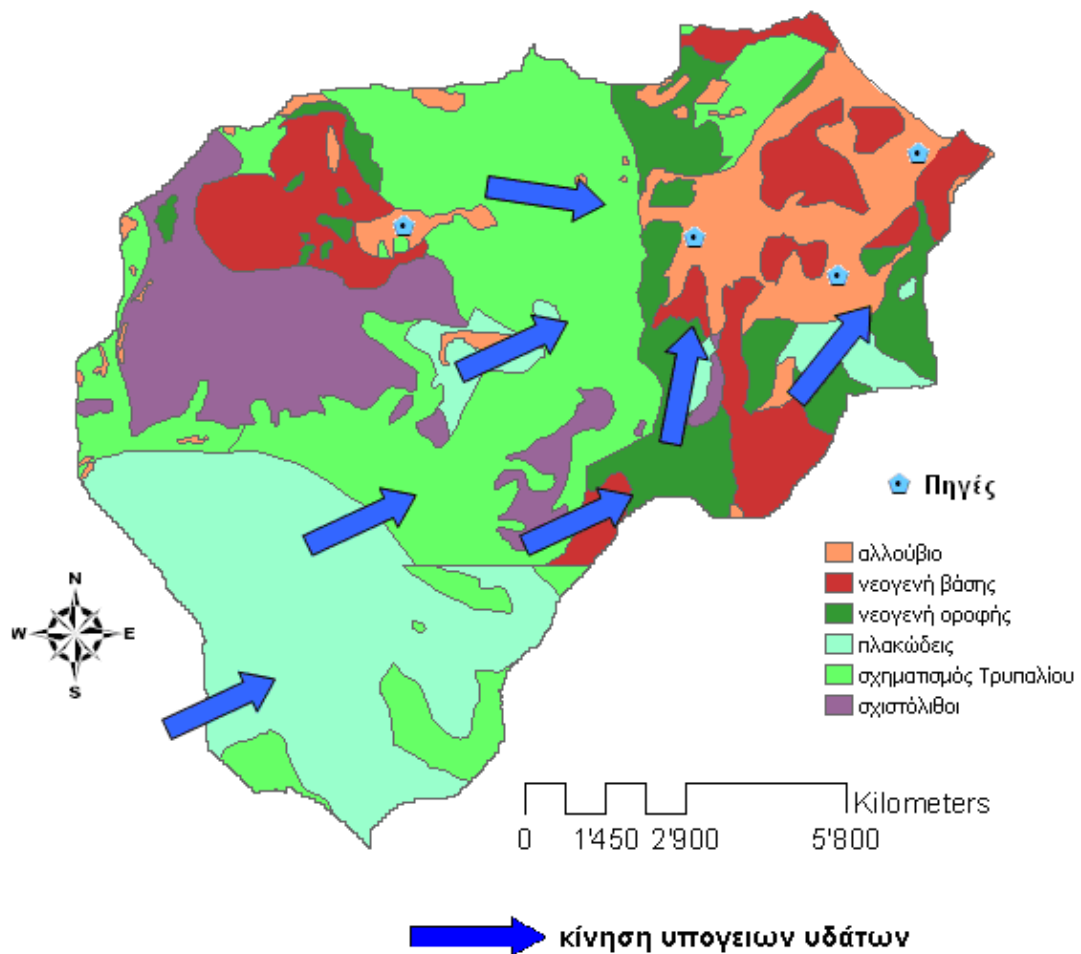 Πηγές
αλλούβιο
νεογενή βάσης
νεογενή οροφής
πλακώδεις
σχηματισμός Τρυπαλίου
σχιστόλιθοι
N
W E
S
Kilometers
0 1'450 2'900 5'800
κίνηση υπογειων υδάτων